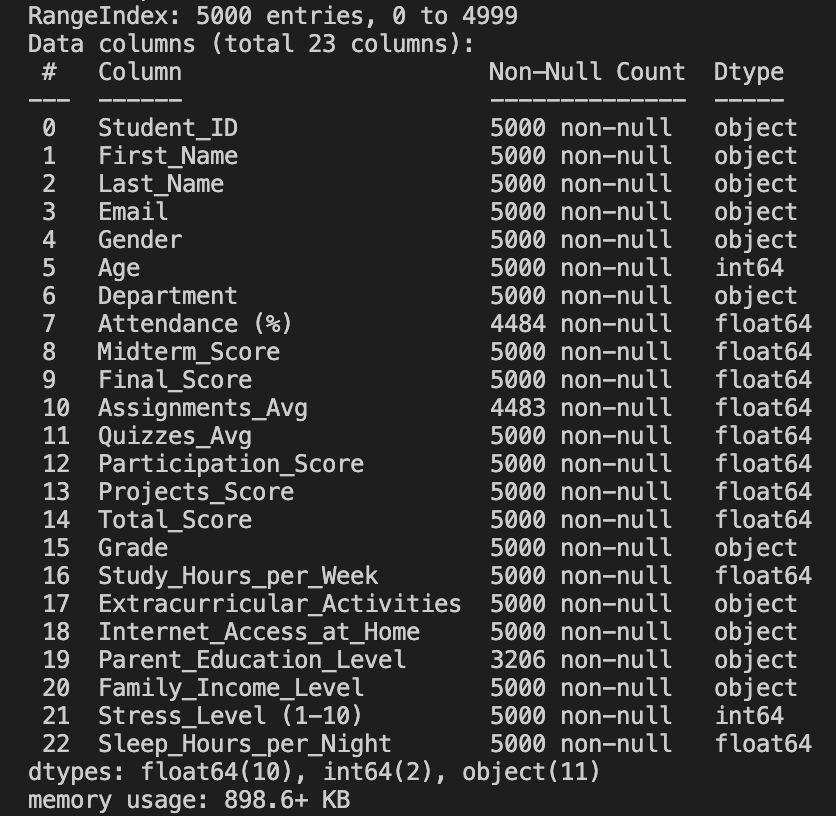 RangeIndex: 5000 entries, 0 to 4999
Data columns (total 23 columns):
 #   Column                      Non-Null Count  Dtype
---  ------                      --------------  -----
 0   Student_ID                  5000 non-null   object
 1   First_Name                  5000 non-null   object
 2   Last_Name                   5000 non-null   object
 3   Email                       5000 non-null   object
 4   Gender                      5000 non-null   object
 5   Age                         5000 non-null   int64
 6   Department                  5000 non-null   object
 7   Attendance (%)              4484 non-null   float64
 8   Midterm_Score               5000 non-null   float64
 9   Final_Score                 5000 non-null   float64
 10  Assignments_Avg             4483 non-null   float64
 11  Quizzes_Avg                 5000 non-null   float64
 12  Participation_Score         5000 non-null   float64
 13  Projects_Score              5000 non-null   float64
 14  Total_Score                 5000 non-null   float64
 15  Grade                       5000 non-null   object
 16  Study_Hours_per_Week        5000 non-null   float64
 17  Extracurricular_Activities  5000 non-null   object
 18  Internet_Access_at_Home     5000 non-null   object
 19  Parent_Education_Level      3206 non-null   object
 20  Family_Income_Level         5000 non-null   object
 21  Stress_Level (1-10)         5000 non-null   int64
 22  Sleep_Hours_per_Night       5000 non-null   float64
dtypes: float64(10), int64(2), object(11)
memory usage: 898.6+ KB